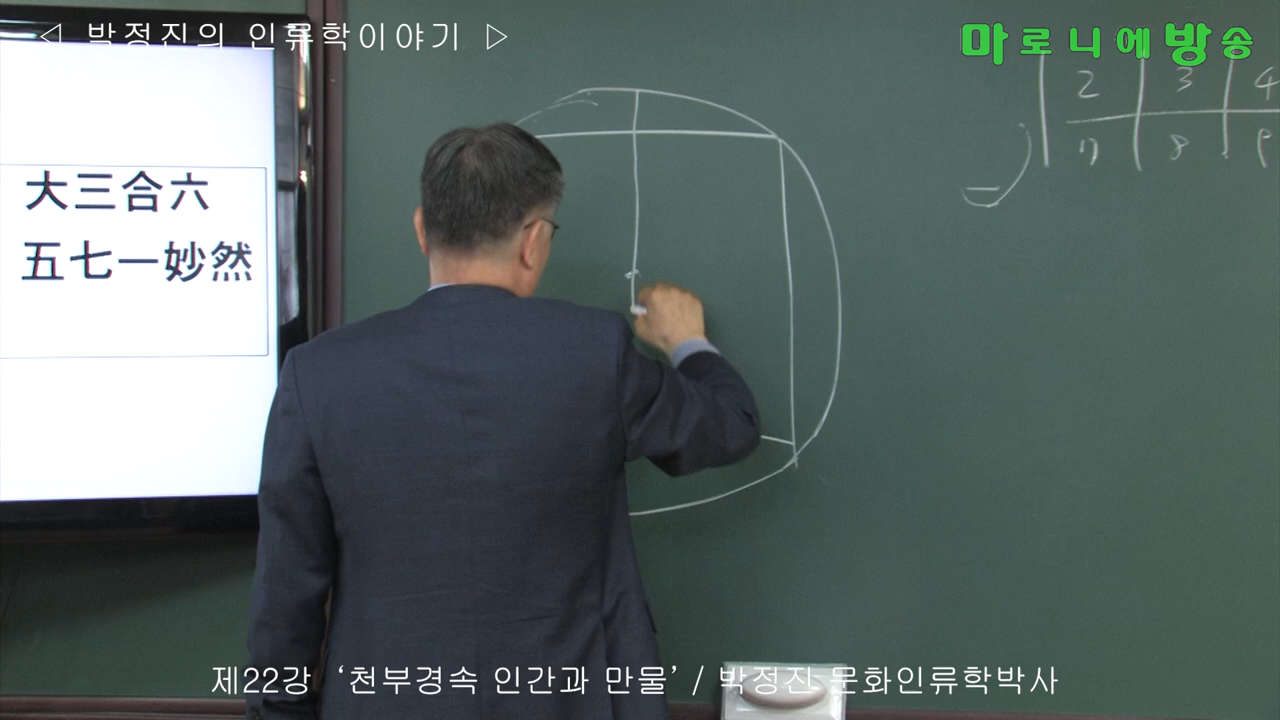 ◁ 박정진의 인류학이야기 ▷
마로니에방송
2 3 4
7 8 9
大三合六
五七一妙然
제22강 ‘천부경속 인간과 만물’ / 박정진 문화인류학박사